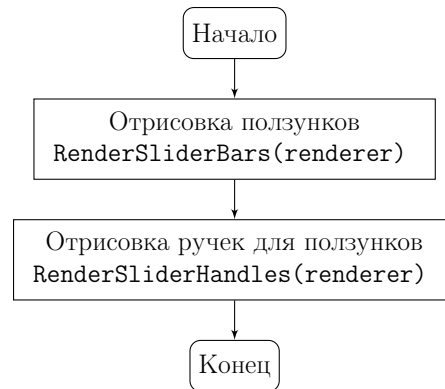 Начало
Отрисовка ползунков
RenderSliderBars(renderer)
Отрисовка ручек для ползунков
RenderSliderHandles(renderer)
Конец